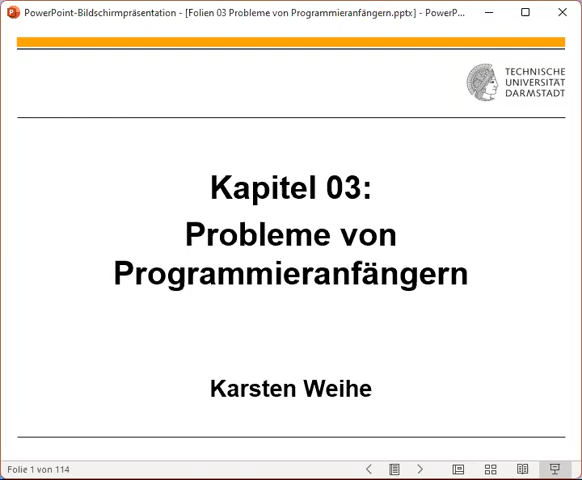 PowerPoint-Bildschirmpräsentation - [Folien 03 Probleme von Programmieranfängern.pptx] - PowerP...
TECHNISCHE
UNIVERSITÄT
DARMSTADT
Kapitel 03:
Probleme von
Programmieranfängern
Karsten Weihe
Folie 1 von 114